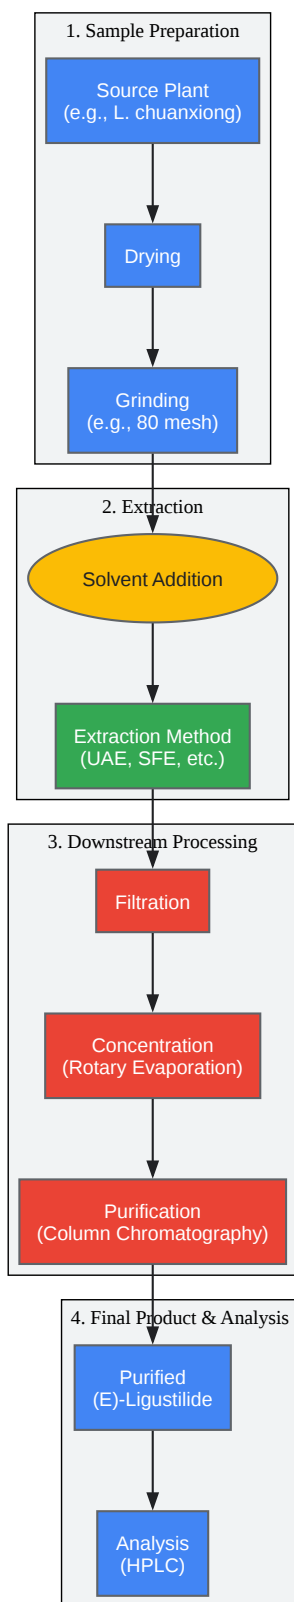 1. Sample Preparation
Source Plant
(e.g., L. chuanxiong)
Drying
Grinding
(e.g., 80 mesh)
2. Extraction
Solvent Addition
Extraction Method
(UAE, SFE, etc.)
3. Downstream Processing
Filtration
Concentration
(Rotary Evaporation)
Purification
(Column Chromatography)
4. Final Product & Analysis
Purified
(E)-Ligustilide
Analysis
(HPLC)